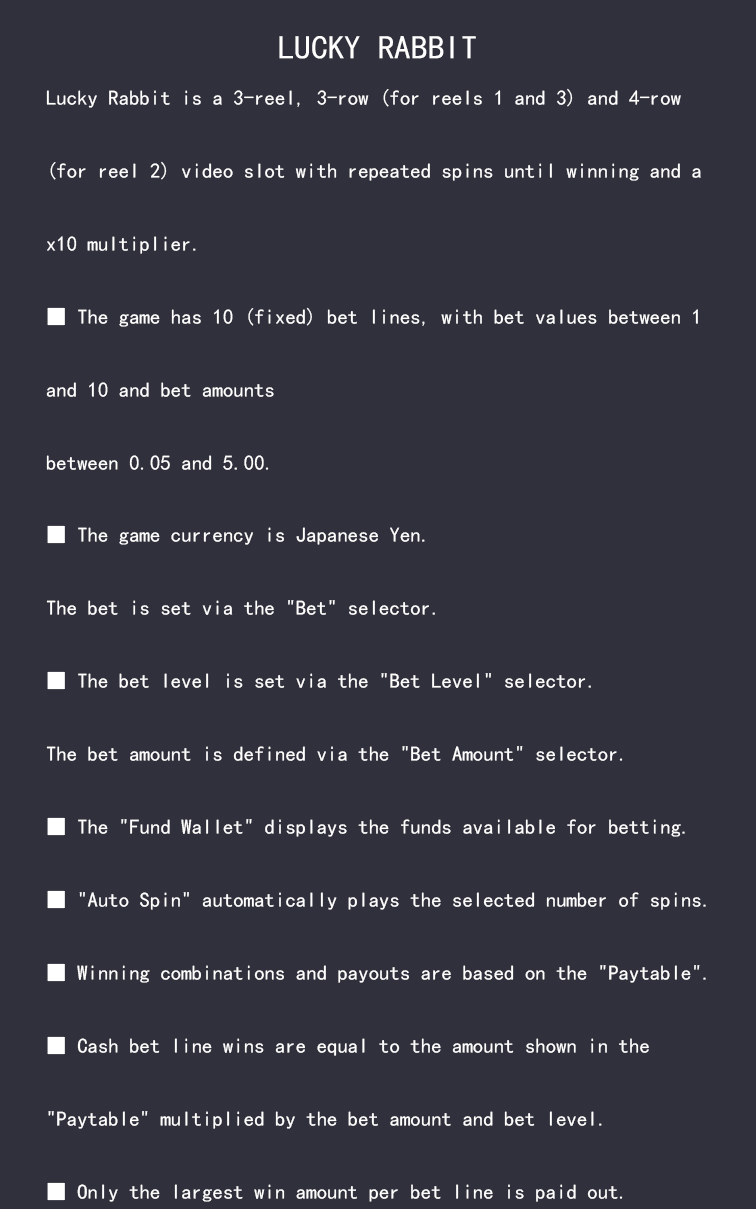 LUCKY RABBIT
Lucky Rabbit is a 3-reel, 3-row (for reels 1 and 3) and 4-row
(for reel 2) video slot with repeated spins until winning and a
x10 multiplier.
■ The game has 10 (fixed) bet lines, with bet values between 1
and 10 and bet amounts
between 0.05 and 5.00.
■ The game currency is Japanese Yen.
The bet is set via the "Bet" selector.
■ The bet level is set via the "Bet Level" selector.
The bet amount is defined via the "Bet Amount" selector.
■ The "Fund Wallet" displays the funds available for betting.
■ "Auto Spin" automatically plays the selected number of spins.
■ Winning combinations and payouts are based on the "Paytable".
■ Cash bet line wins are equal to the amount shown in the
"Paytable" multiplied by the bet amount and bet level.
■ Only the largest win amount per bet line is paid out.